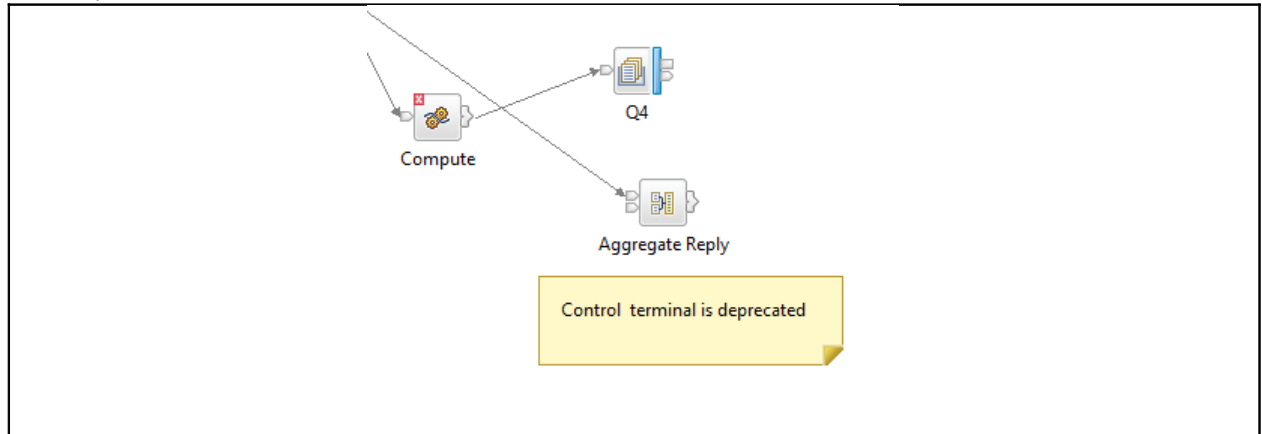 Q4
Compute
Aggregate Reply
Control  terminal is deprecated